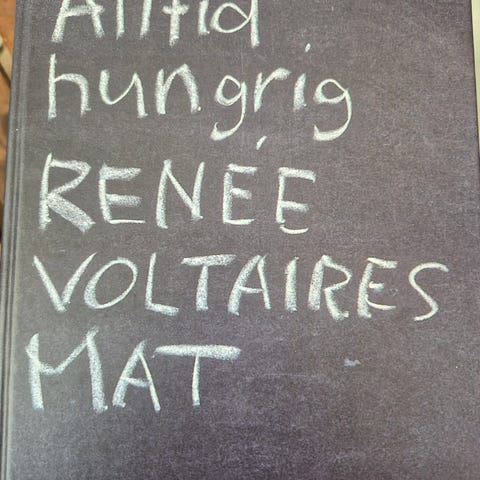 Alltid
hungrig
RENÉE
VOLTAIRES
MAT